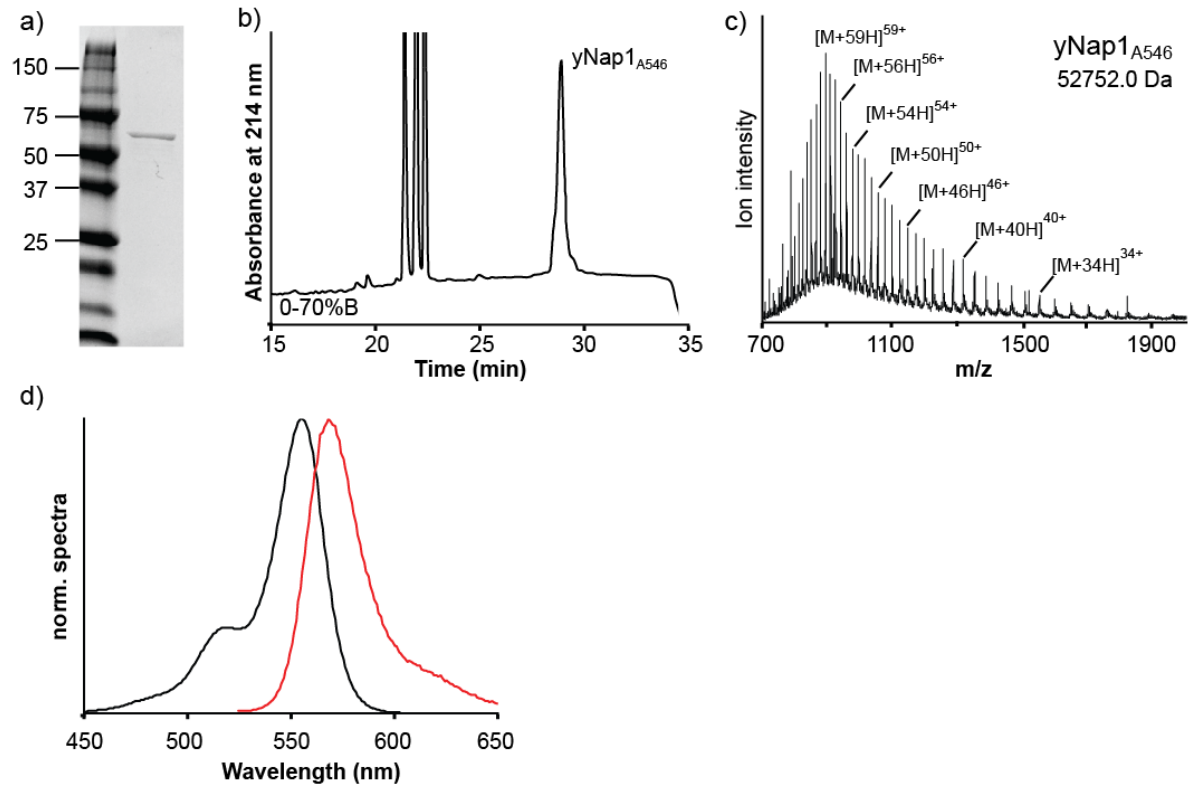 a)
150
75
50
37
25
b)
Absorbance at 214 nm
yNap1A546
0-70%B
15 20 25 30 35
Time (min)
c)
Ion intensity
[M+59H]59+
[M+56H]56+
[M+54H]54+
[M+50H]50+
[M+46H]46+
[M+40H]40+
[M+34H]34+
yNap1A546
52752.0 Da
700 1100 1500 1900
m/z
d)
norm. spectra
450 500 550 600 650
Wavelength (nm)